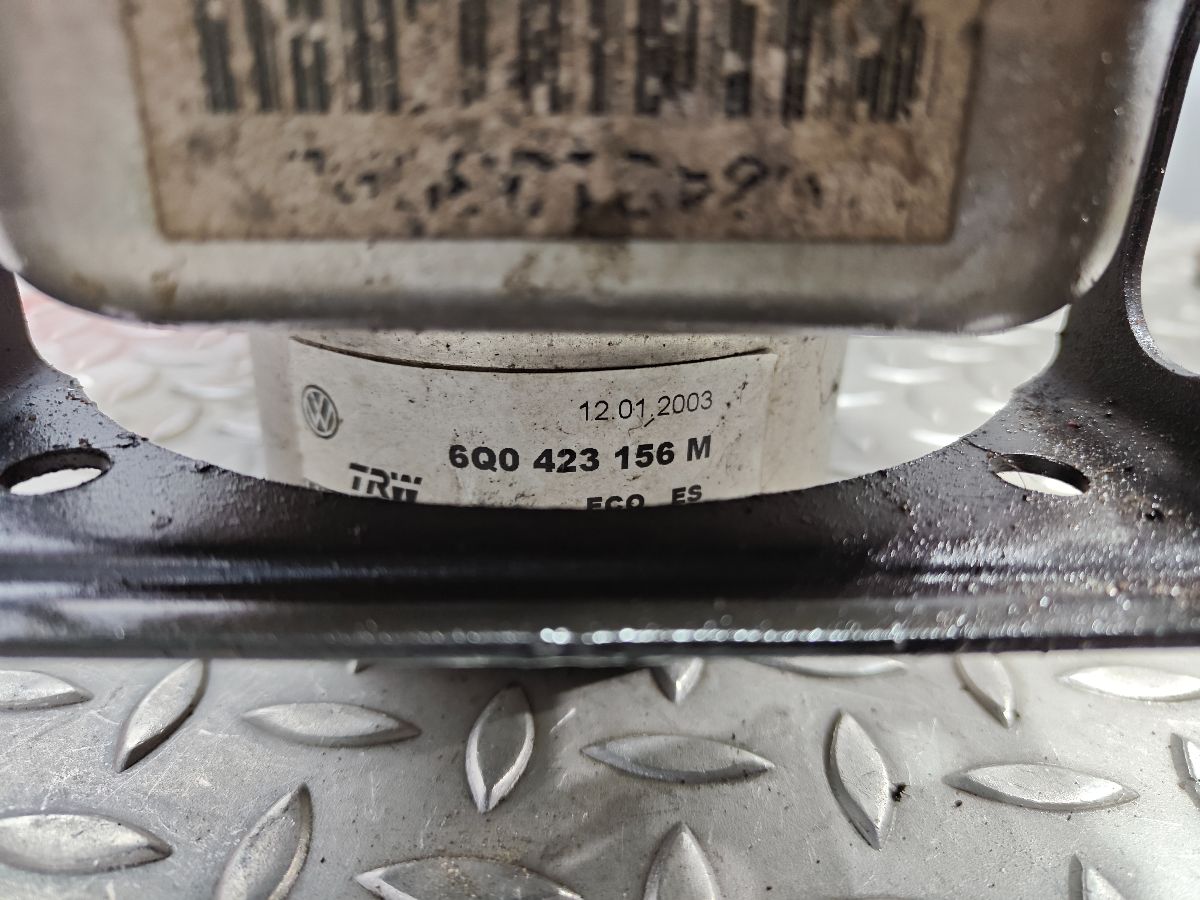 12.01.2003
6Q0 423 156 M
TRW
ECO ES